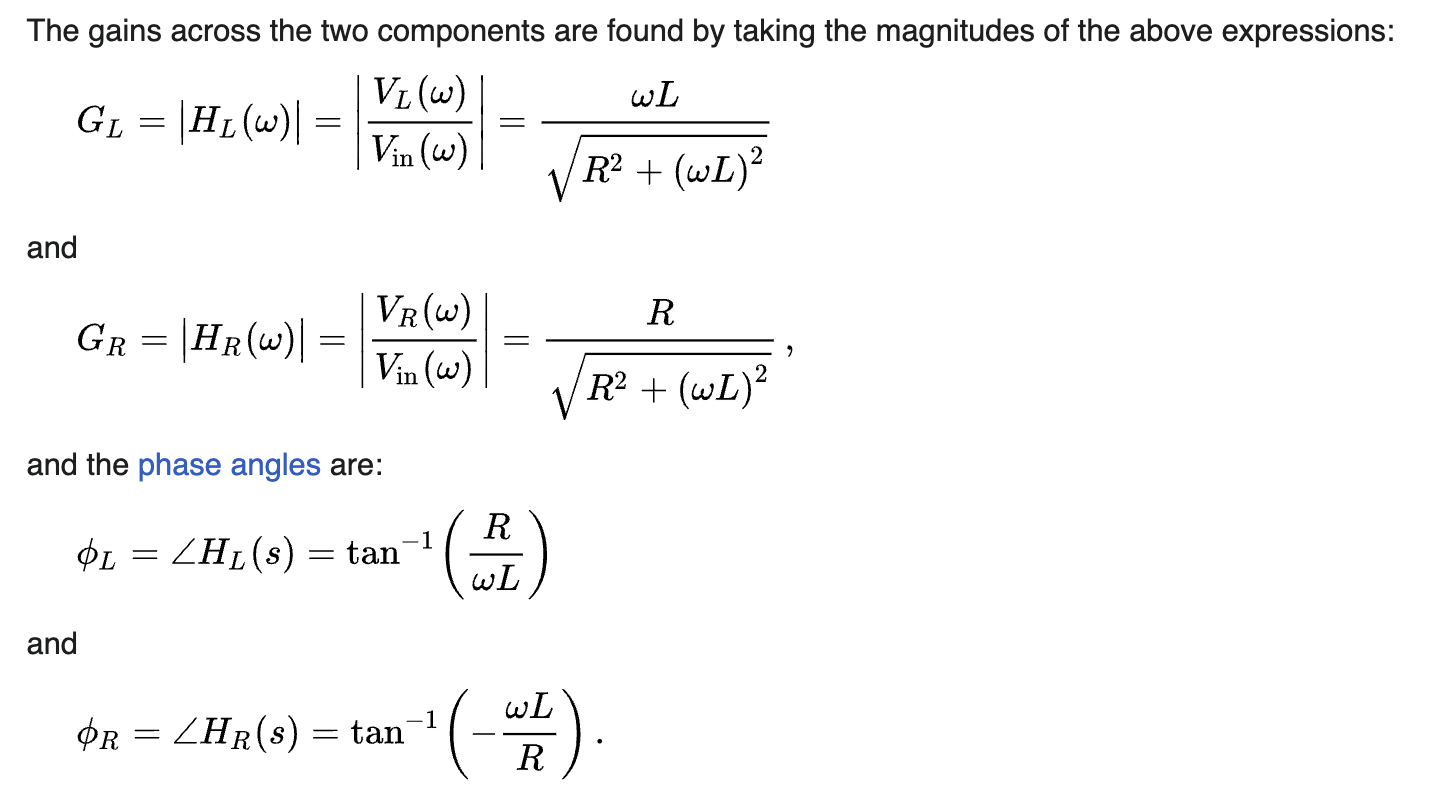 The gains across the two components are found by taking the magnitudes of the above expressions:
$G_L = |H_L(\omega)| = \left|\frac{V_L(\omega)}{V_{\text{in}}(\omega)}\right| = \frac{\omega L}{\sqrt{R^2 + (\omega L)^2}}$
and
$G_R = |H_R(\omega)| = \left|\frac{V_R(\omega)}{V_{\text{in}}(\omega)}\right| = \frac{R}{\sqrt{R^2 + (\omega L)^2}},$
and the phase angles are:
$\phi_L = \angle H_L(s) = \tan^{-1}\left(\frac{R}{\omega L}\right)$
and
$\phi_R = \angle H_R(s) = \tan^{-1}\left(-\frac{\omega L}{R}\right).$